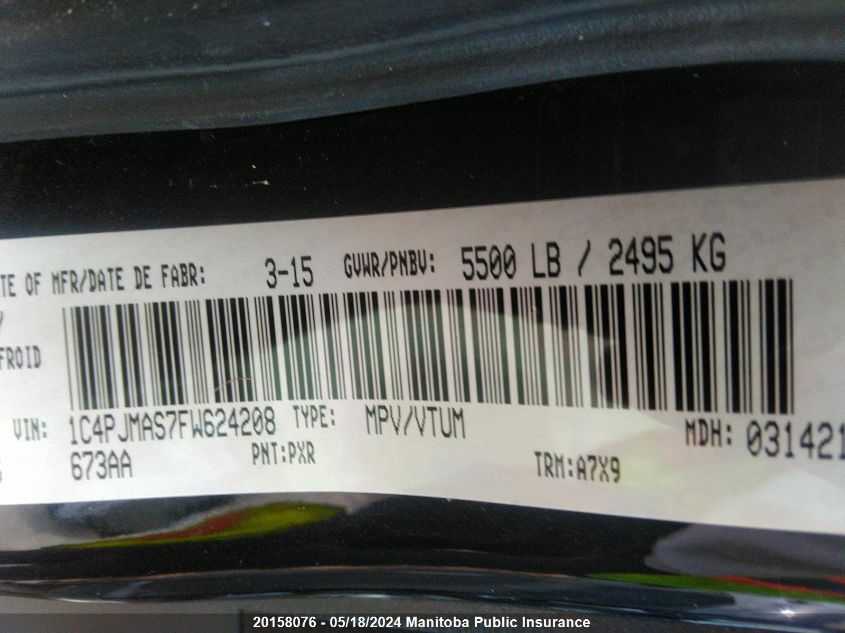 TE OF MFR/DATE DE FABR: 3-15 GVWR/PNBV: 5500 LB / 2495 KG
/
FROID
VIN: 1C4PJMAS7FW624208 TYPE: MPV/VTUM MDH: 031421
673AA PNT:PXR TRM:A7X9
20158076 - 05/18/2024 Manitoba Public Insurance